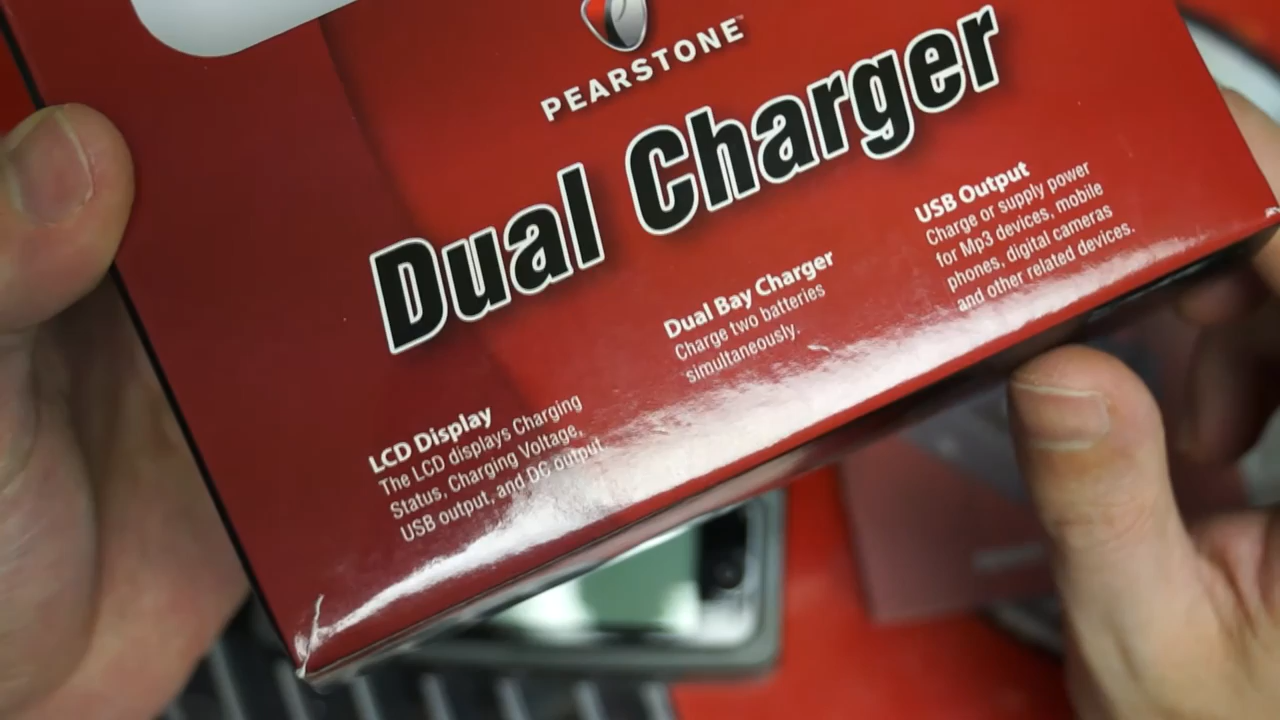 PEARSTONE™
Dual Charger
LCD Display
The LCD displays Charging
Status, Charging Voltage,
USB output, and DC output
Dual Bay Charger
Charge two batteries
simultaneously.
USB Output
Charge or supply power
for Mp3 devices, mobile
phones, digital cameras
and other related devices.